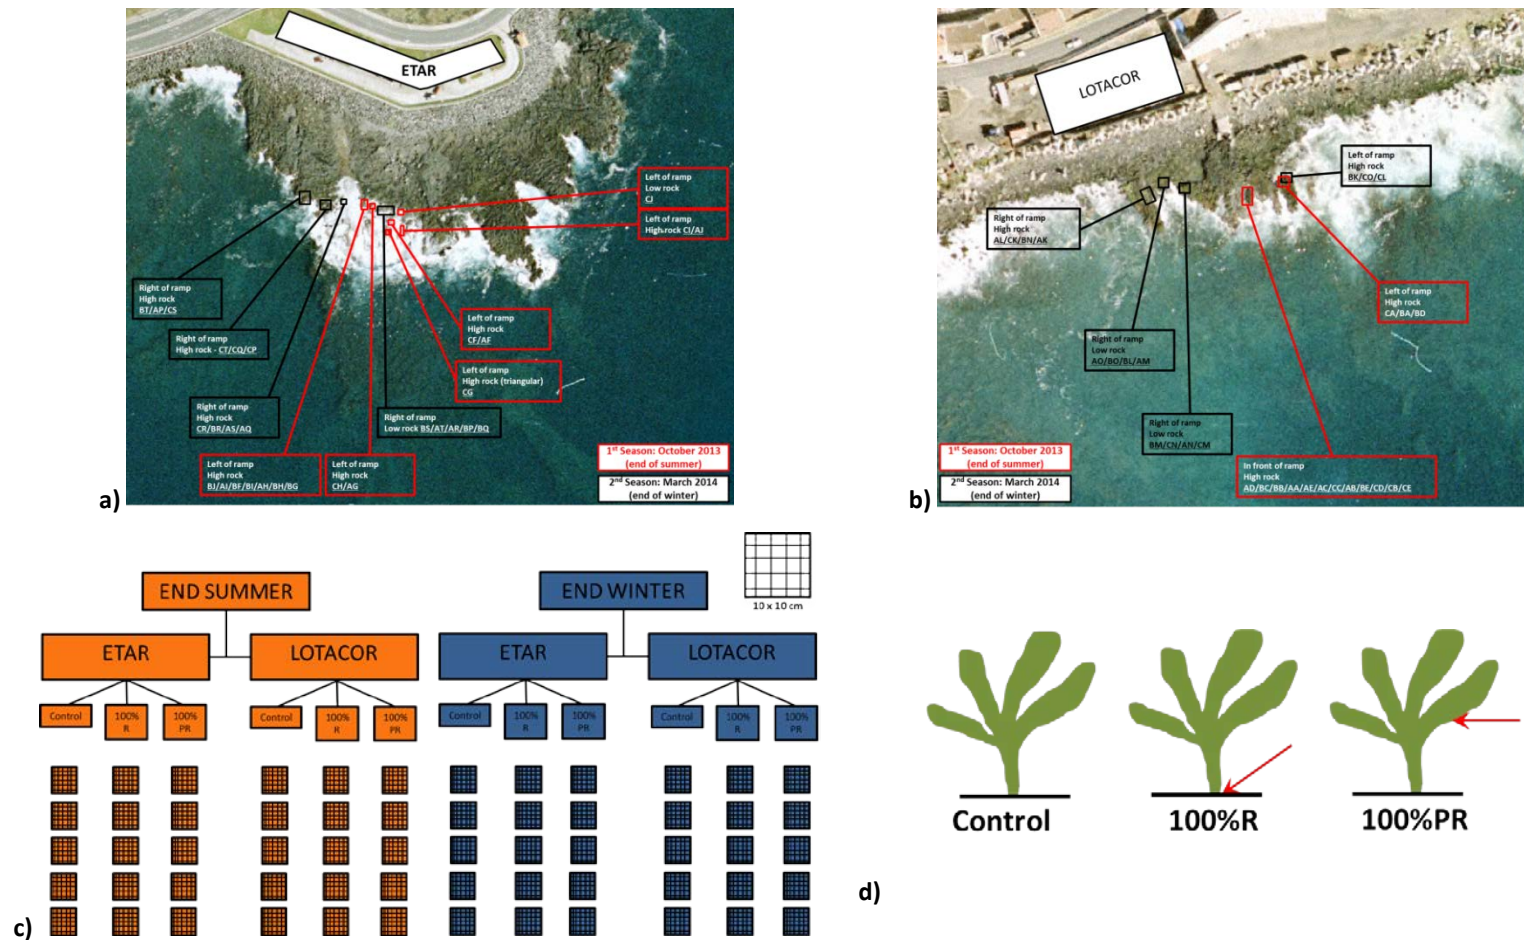 ETAR
Left of ramp
Low rock
CJ
Left of ramp
High rock CI/AJ
Right of ramp
High rock
BT/AP/CS
Right of ramp
High rock - CT/CQ/CP
Left of ramp
High rock
CF/AF
Left of ramp
High rock (triangular)
CG
Right of ramp
High rock
CR/BR/AS/AQ
Right of ramp
Low rock BS/AT/AR/BP/BQ
Left of ramp
High rock
BJ/AI/BF/BI/AH/BH/BG
Left of ramp
High rock
CH/AG
1st Season: October 2013
(end of summer)
2nd Season: March 2014
(end of winter)
a)
LOTACOR
Left of ramp
High rock
BK/CO/CL
Right of ramp
High rock
AL/CK/BN/AK
Left of ramp
High rock
CA/BA/BD
Right of ramp
Low rock
AO/BO/BL/AM
Right of ramp
Low rock
BM/CN/AN/CM
In front of ramp
High rock
AD/BC/BB/AA/AE/AC/CC/AB/BE/CD/CB/CE
1st Season: October 2013
(end of summer)
2nd Season: March 2014
(end of winter)
b)
END SUMMER
END WINTER
10 x 10 cm
ETAR
LOTACOR
ETAR
LOTACOR
Control
100%
R
100%
PR
Control
100%
R
100%
PR
Control
100%
R
100%
PR
Control
100%
R
100%
PR
c)
Control
100%R
100%PR
d)